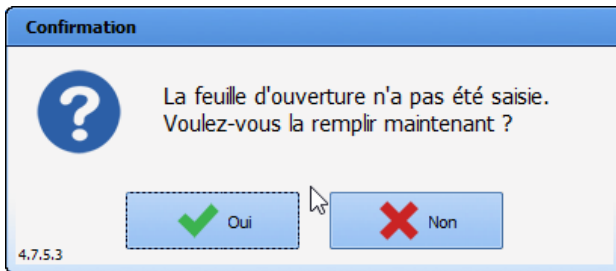 Confirmation
La feuille d'ouverture n'a pas été saisie.
Voulez-vous la remplir maintenant ?
Oui
Non
4.7.5.3